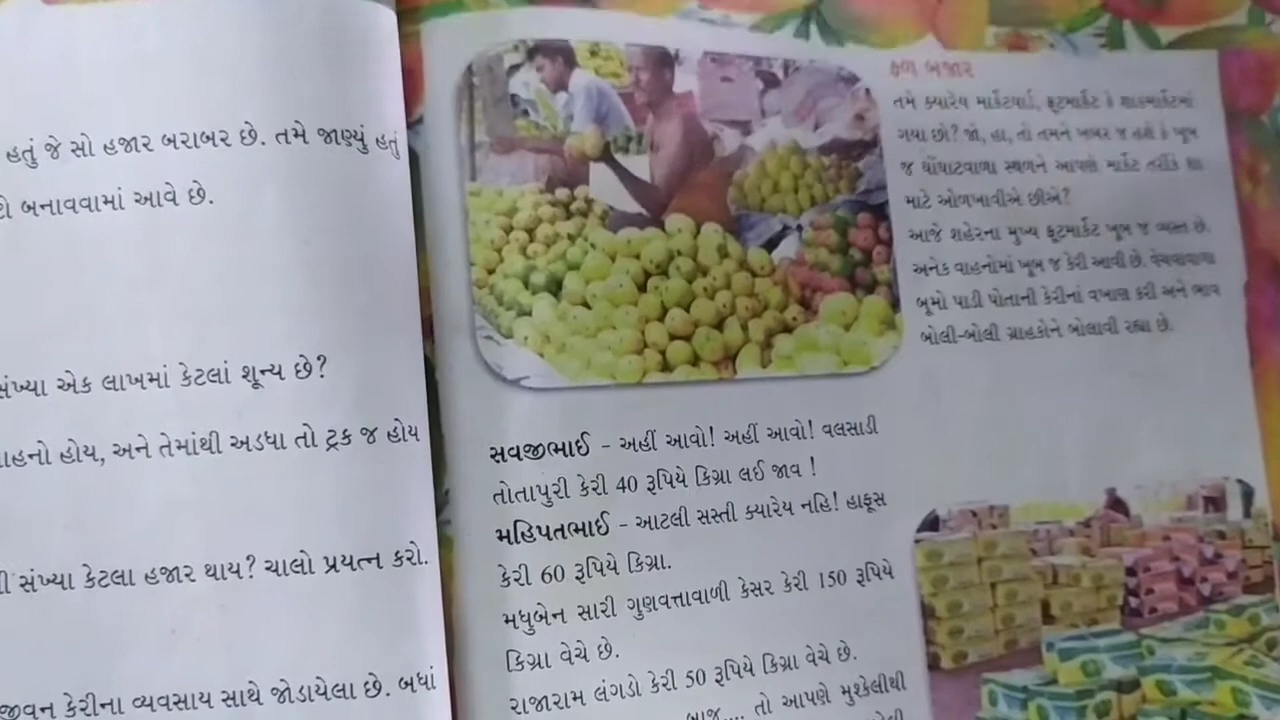 હતું જે સો હજાર બરાબર છે. તમે જાણ્યું હતું
બનાવવામાં આવે છે.
સંખ્યા એક લાખમાં કેટલાં શૂન્ય છે?
હોય, અને તેમાંથી અડધા તો ટ્રક જ હોય
સંખ્યા કેટલા હજાર થાય? ચાલો પ્રયત્ન કરો.
જીવન કેરીના વ્યવસાય સાથે જોડાયેલા છે. બધાં
ફળ બજાર
તમે ક્યારેય માર્કેટયાર્ડ, ફ્રૂટમાર્કેટ કે શાકમાર્કેટમાં
ગયા છો? જો, હા, તો તમને ખબર જ હશે કે ખૂબ
જ ઘોંઘાટવાળા સ્થળને આપણે માર્કેટ તરીકે શા
માટે ઓળખાવીએ છીએ?
આજે શહેરના મુખ્ય ફ્રૂટમાર્કેટ ખૂબ જ વ્યસ્ત છે.
અનેક વાહનોમાં ખૂબ જ કેરી આવી છે. વેચવાવાળા
બૂમો પાડી પોતાની કેરીનાં વખાણ કરી અને ભાવ
બોલી-બોલી ગ્રાહકોને બોલાવી રહ્યા છે.
સવજીભાઈ - અહીં આવો! અહીં આવો! વલસાડી
તોતાપુરી કેરી 40 રૂપિયે કિગ્રા લઈ જાવ !
મહિપતભાઈ - આટલી સસ્તી ક્યારેય નહિ! હાફૂસ
કેરી 60 રૂપિયે કિગ્રા.
મધુબેન સારી ગુણવત્તાવાળી કેસર કેરી 150 રૂપિયે
કિગ્રા વેચે છે.
રાજારામ લંગડો કેરી 50 રૂપિયે કિગ્રા વેચે છે.
તો આપણે મુશ્કેલીથી